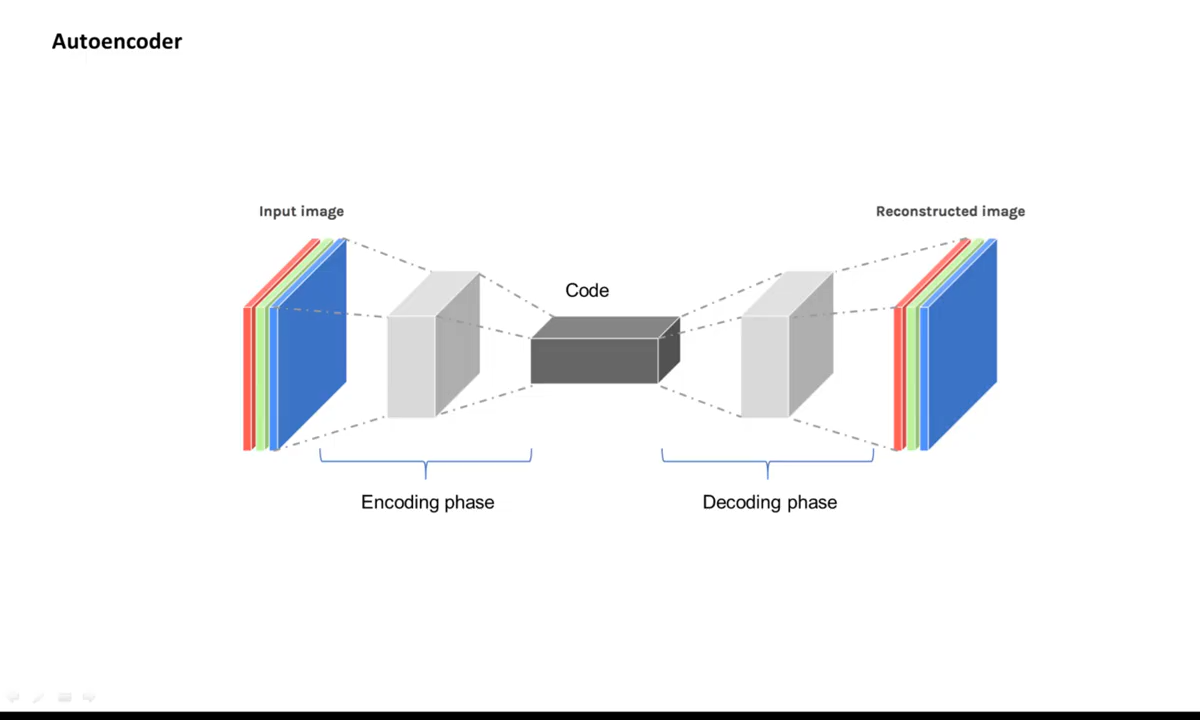 Autoencoder
Input image
Reconstructed image
Code
Encoding phase
Decoding phase